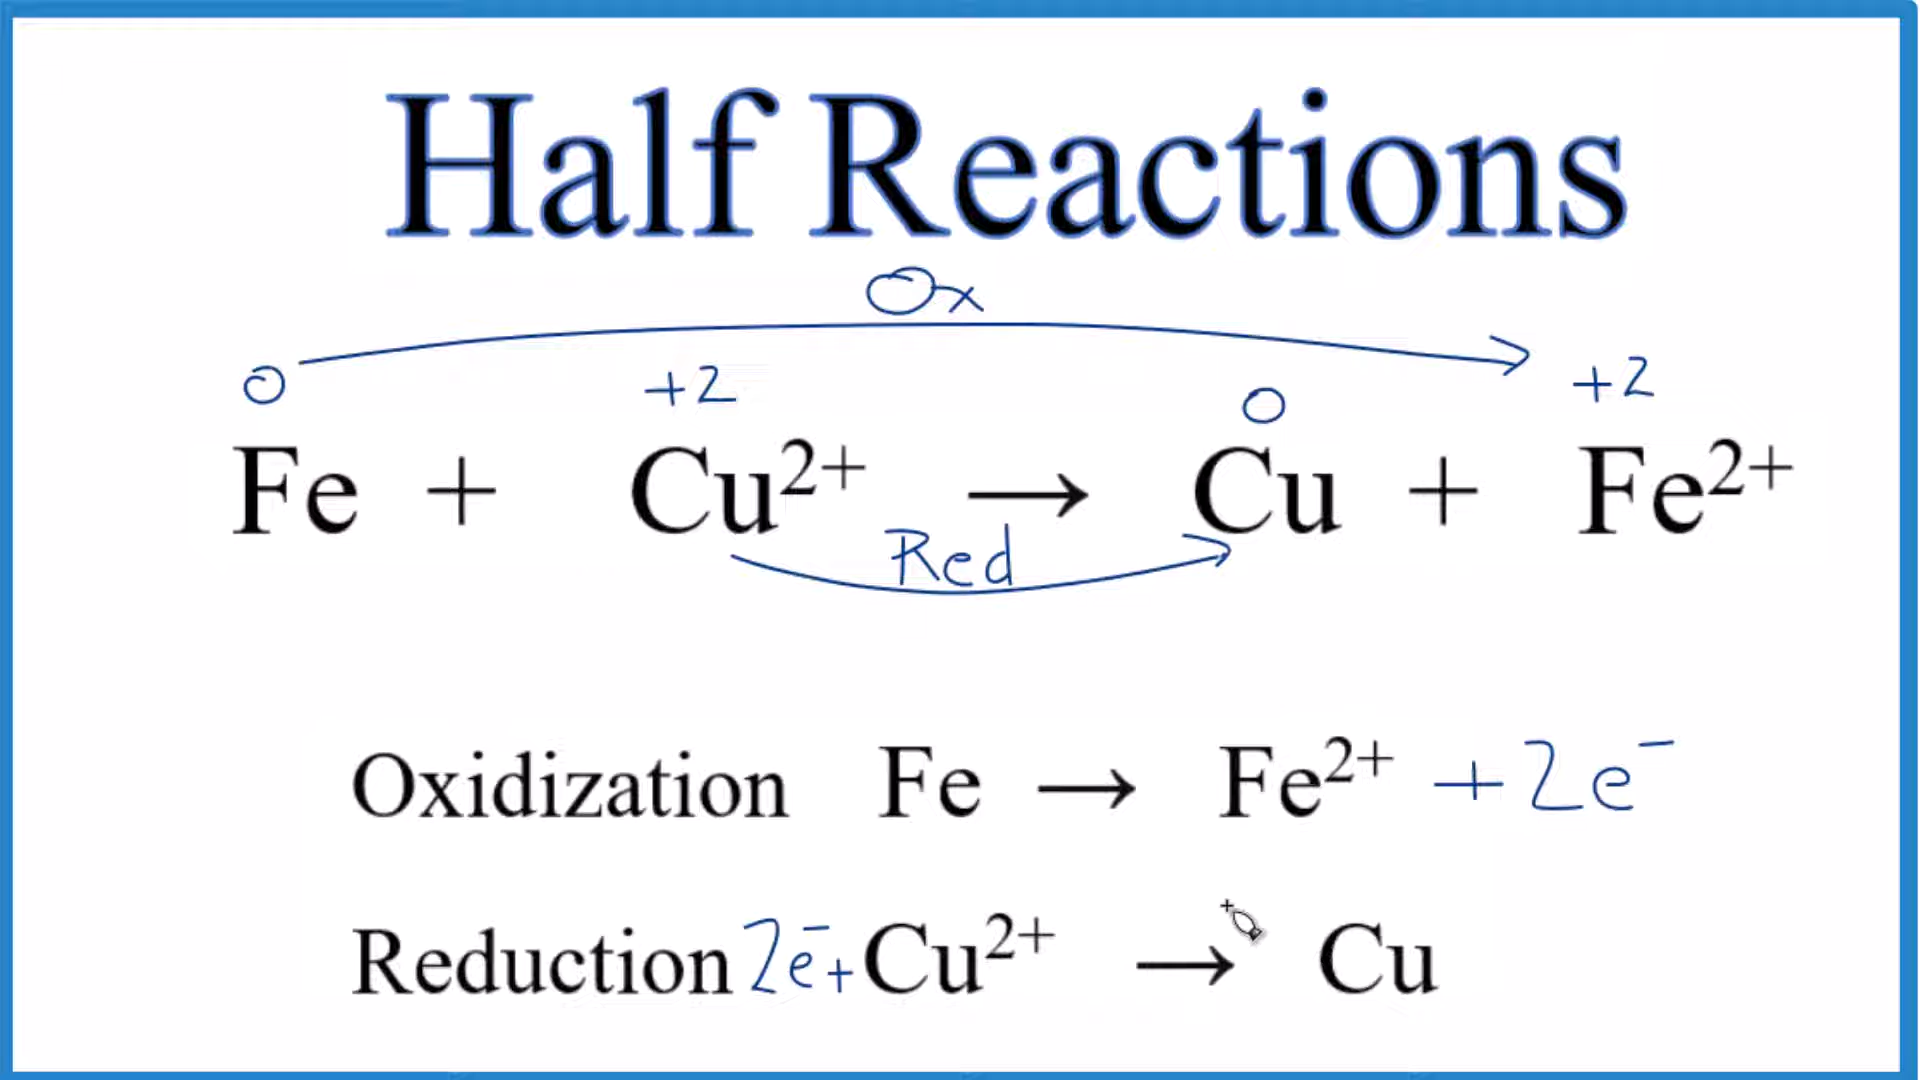 Half Reactions
Ox
0 +2 0 +2
Fe + Cu²⁺ → Cu + Fe²⁺
Red
Oxidization Fe → Fe²⁺ + 2e⁻
Reduction 2e⁻ + Cu²⁺ → Cu